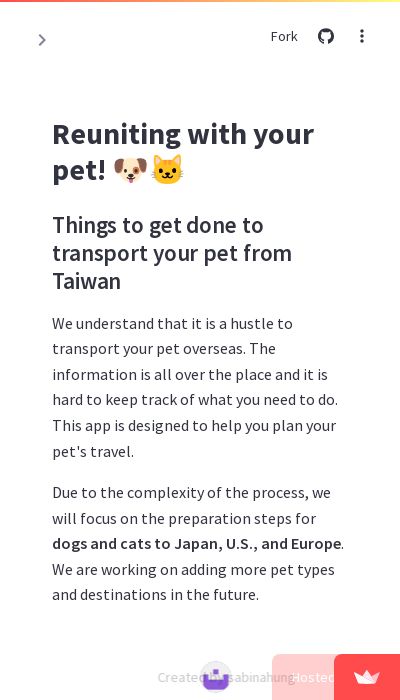 Fork
Reuniting with your
pet! 🐶🐱
Things to get done to
transport your pet from
Taiwan
We understand that it is a hustle to
transport your pet overseas. The
information is all over the place and it is
hard to keep track of what you need to do.
This app is designed to help you plan your
pet's travel.
Due to the complexity of the process, we
will focus on the preparation steps for
dogs and cats to Japan, U.S., and Europe.
We are working on adding more pet types
and destinations in the future.
Created by sabinahung
Hosted